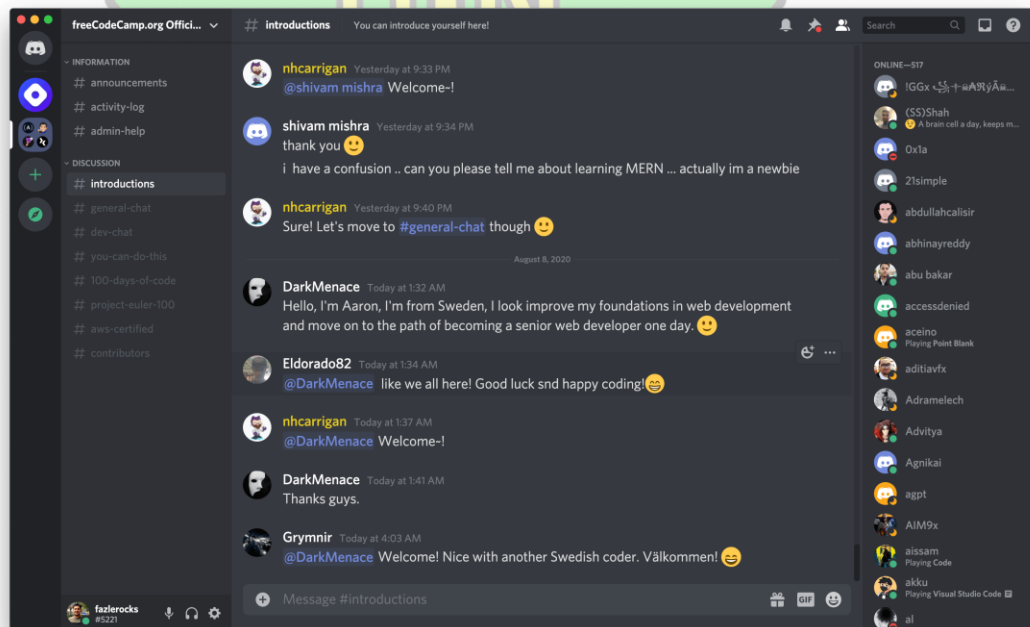 freeCodeCamp.org Offici...
# introductions You can introduce yourself here!
Search
INFORMATION
# announcements
# activity-log
# admin-help
DISCUSSION
# introductions
# general-chat
# dev-chat
# you-can-do-this
# 100-days-of-code
# project-euler-100
# aws-certified
# contributors
fazlerocks
#5221
nhcarrigan Yesterday at 9:33 PM
@shivam mishra Welcome~!
shivam mishra Yesterday at 9:34 PM
thank you
i have a confusion .. can you please tell me about learning MERN ... actually im a newbie
nhcarrigan Yesterday at 9:40 PM
Sure! Let's move to #general-chat though
August 8, 2020
DarkMenace Today at 1:32 AM
Hello, I'm Aaron, I'm from Sweden, I look improve my foundations in web development
and move on to the path of becoming a senior web developer one day.
Eldorado82 Today at 1:34 AM
@DarkMenace like we all here! Good luck snd happy coding!
nhcarrigan Today at 1:37 AM
@DarkMenace Welcome~!
DarkMenace Today at 1:41 AM
Thanks guys.
Grymnir Today at 4:03 AM
@DarkMenace Welcome! Nice with another Swedish coder. Välkommen!
Message #introductions
GIF
ONLINE—517
!GGx
(SS)Shah
A brain cell a day, keeps m...
0x1a
21simple
abdullahcalisir
abhinayreddy
abu bakar
accessdenied
aceino
Playing Point Blank
aditiavfx
Adramelech
Advitya
Agnikai
agpt
AIM9x
aissam
Playing Code
akku
Playing Visual Studio Code
al